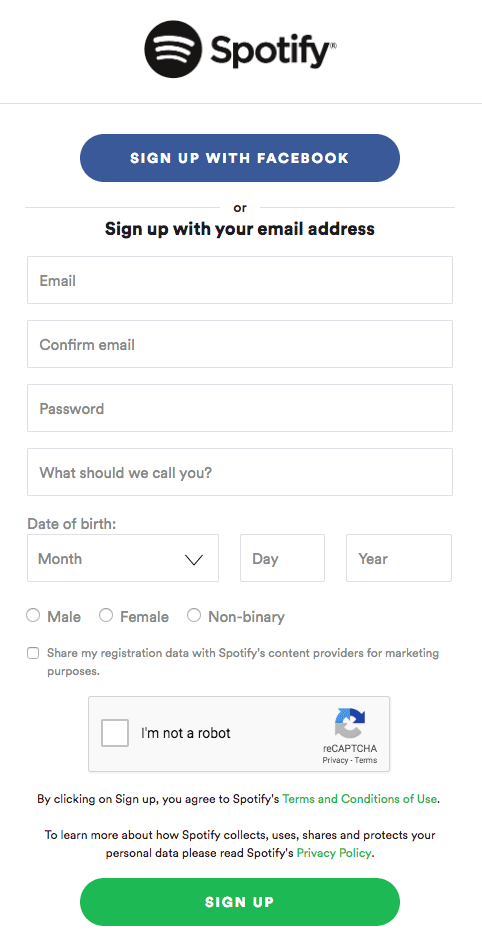 Spotify®
SIGN UP WITH FACEBOOK
or
Sign up with your email address
Email
Confirm email
Password
What should we call you?
Date of birth:
Month Day Year
Male Female Non-binary
Share my registration data with Spotify's content providers for marketing
purposes.
I'm not a robot
reCAPTCHA
Privacy - Terms
By clicking on Sign up, you agree to Spotify's Terms and Conditions of Use.
To learn more about how Spotify collects, uses, shares and protects your
personal data please read Spotify's Privacy Policy.
SIGN UP